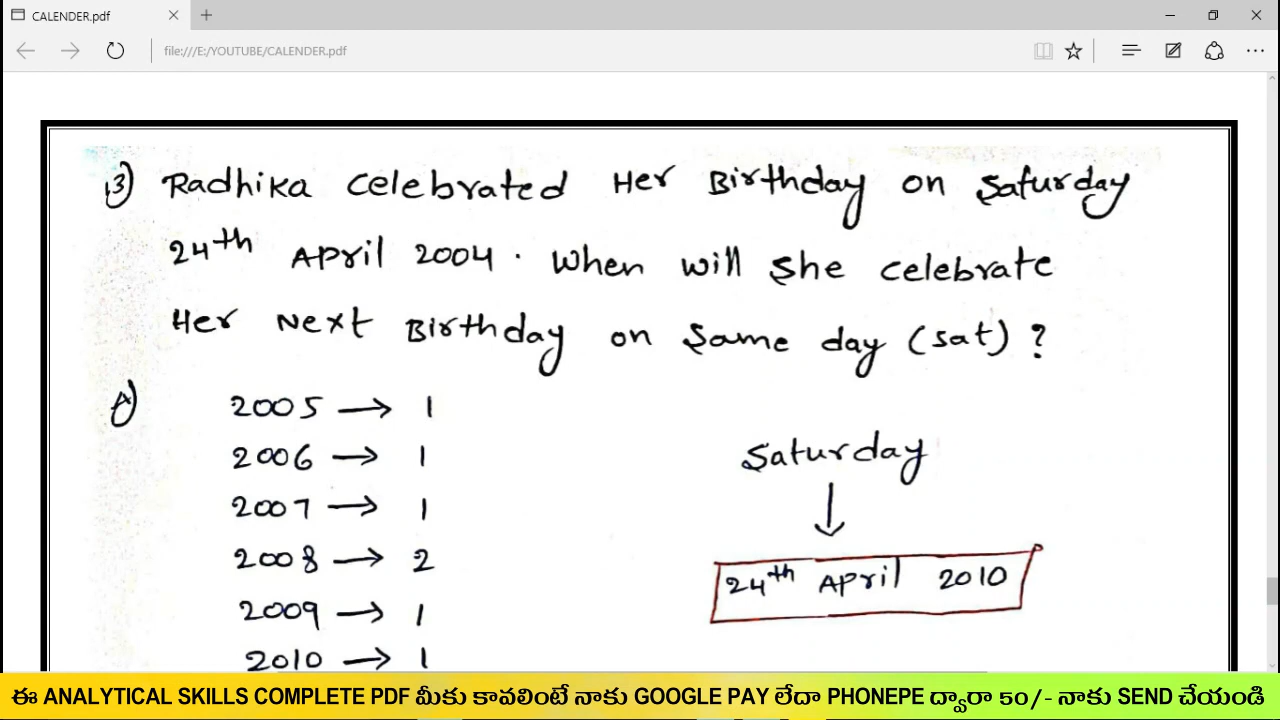 CALENDER.pdf
file:///E:/YOUTUBE/CALENDER.pdf
13) Radhika celebrated Her Birthday on Saturday
24th April 2004. When will she celebrate
Her Next Birthday on Same day (sat)?
A)
2005 → 1
2006 → 1
2007 → 1
2008 → 2
2009 → 1
2010 → 1
Saturday
↓
24th April 2010
ఈ ANALYTICAL SKILLS COMPLETE PDF మీకు కావలింటే నాకు GOOGLE PAY లేదా PHONEPE ద్వారా 50/- నాకు SEND చేయండి